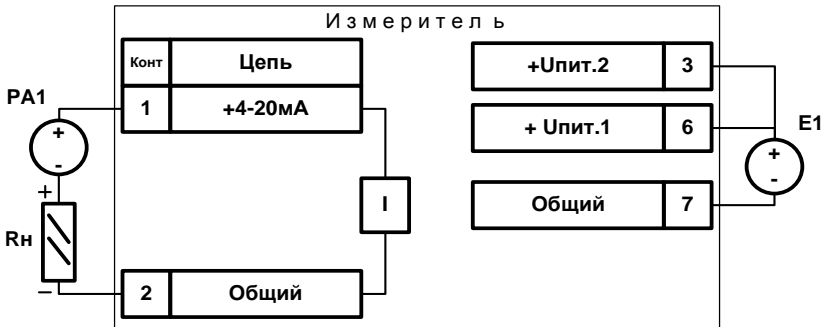 Измеритель
Конт Цепь
1 +4-20мА
PA1
+
-
+
Rн
–
I
2 Общий
+Uпит.2 3
+ Uпит.1 6
E1
+
-
Общий 7